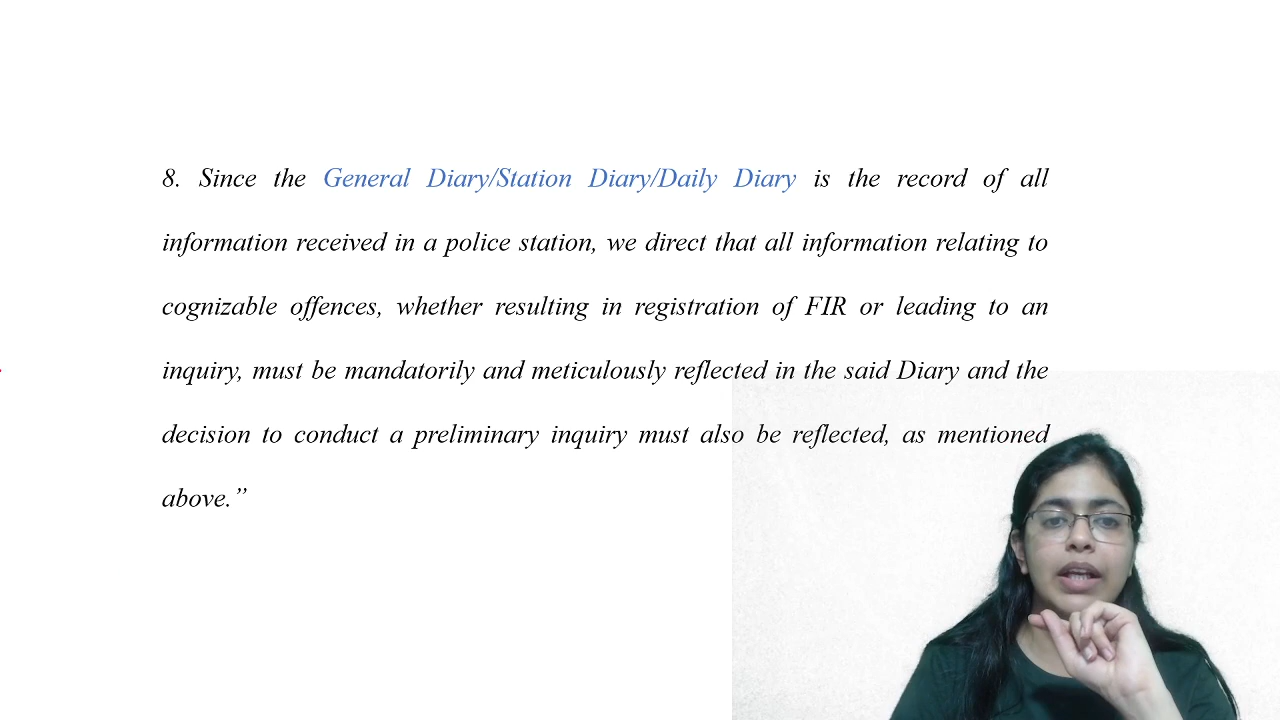 8. Since the General Diary/Station Diary/Daily Diary is the record of all
information received in a police station, we direct that all information relating to
cognizable offences, whether resulting in registration of FIR or leading to an
inquiry, must be mandatorily and meticulously reflected in the said Diary and the
decision to conduct a preliminary inquiry must also be reflected, as mentioned
above.”